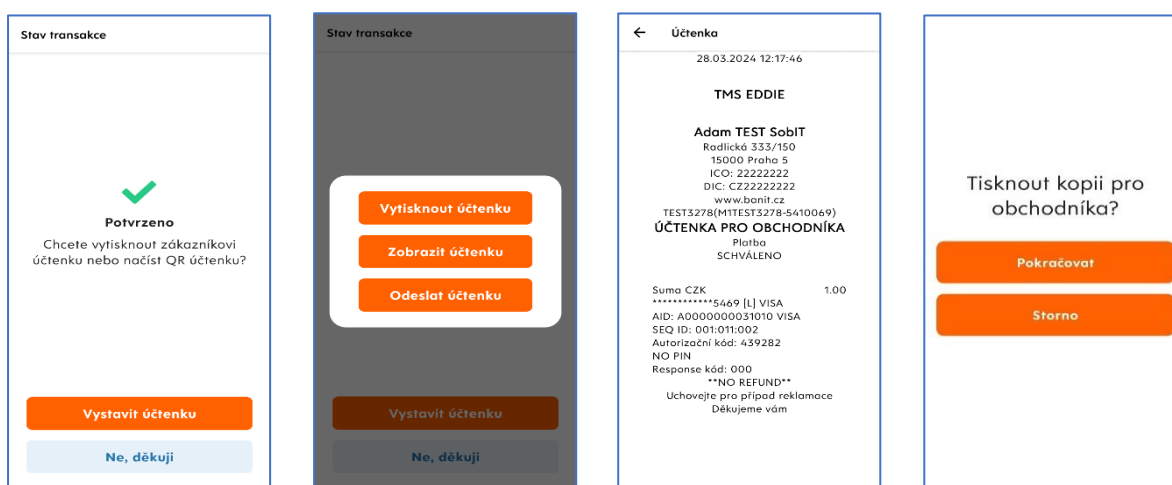 Stav transakce
Potvrzeno
Chcete vytisknout zákazníkovi
účtenku nebo načíst QR účtenku?
Vystavit účtenku
Ne, děkuji
Stav transakce
Vytisknout účtenku
Zobrazit účtenku
Odeslat účtenku
Vystavit účtenku
Ne, děkuji
← Účtenka
28.03.2024 12:17:46
TMS EDDIE
Adam TEST SobIT
Radlická 333/150
15000 Praha 5
ICO: 22222222
DIC: CZ22222222
www.banit.cz
TEST3278(M1TEST3278-5410069)
ÚČTENKA PRO OBCHODNÍKA
Platba
SCHVÁLENO
Suma CZK 1.00
************5469 [L] VISA
AID: A0000000031010 VISA
SEQ ID: 001:011:002
Autorizační kód: 439282
NO PIN
Response kód: 000
**NO REFUND**
Uchovejte pro případ reklamace
Děkujeme vám
Tisknout kopii pro
obchodníka?
Pokračovat
Storno